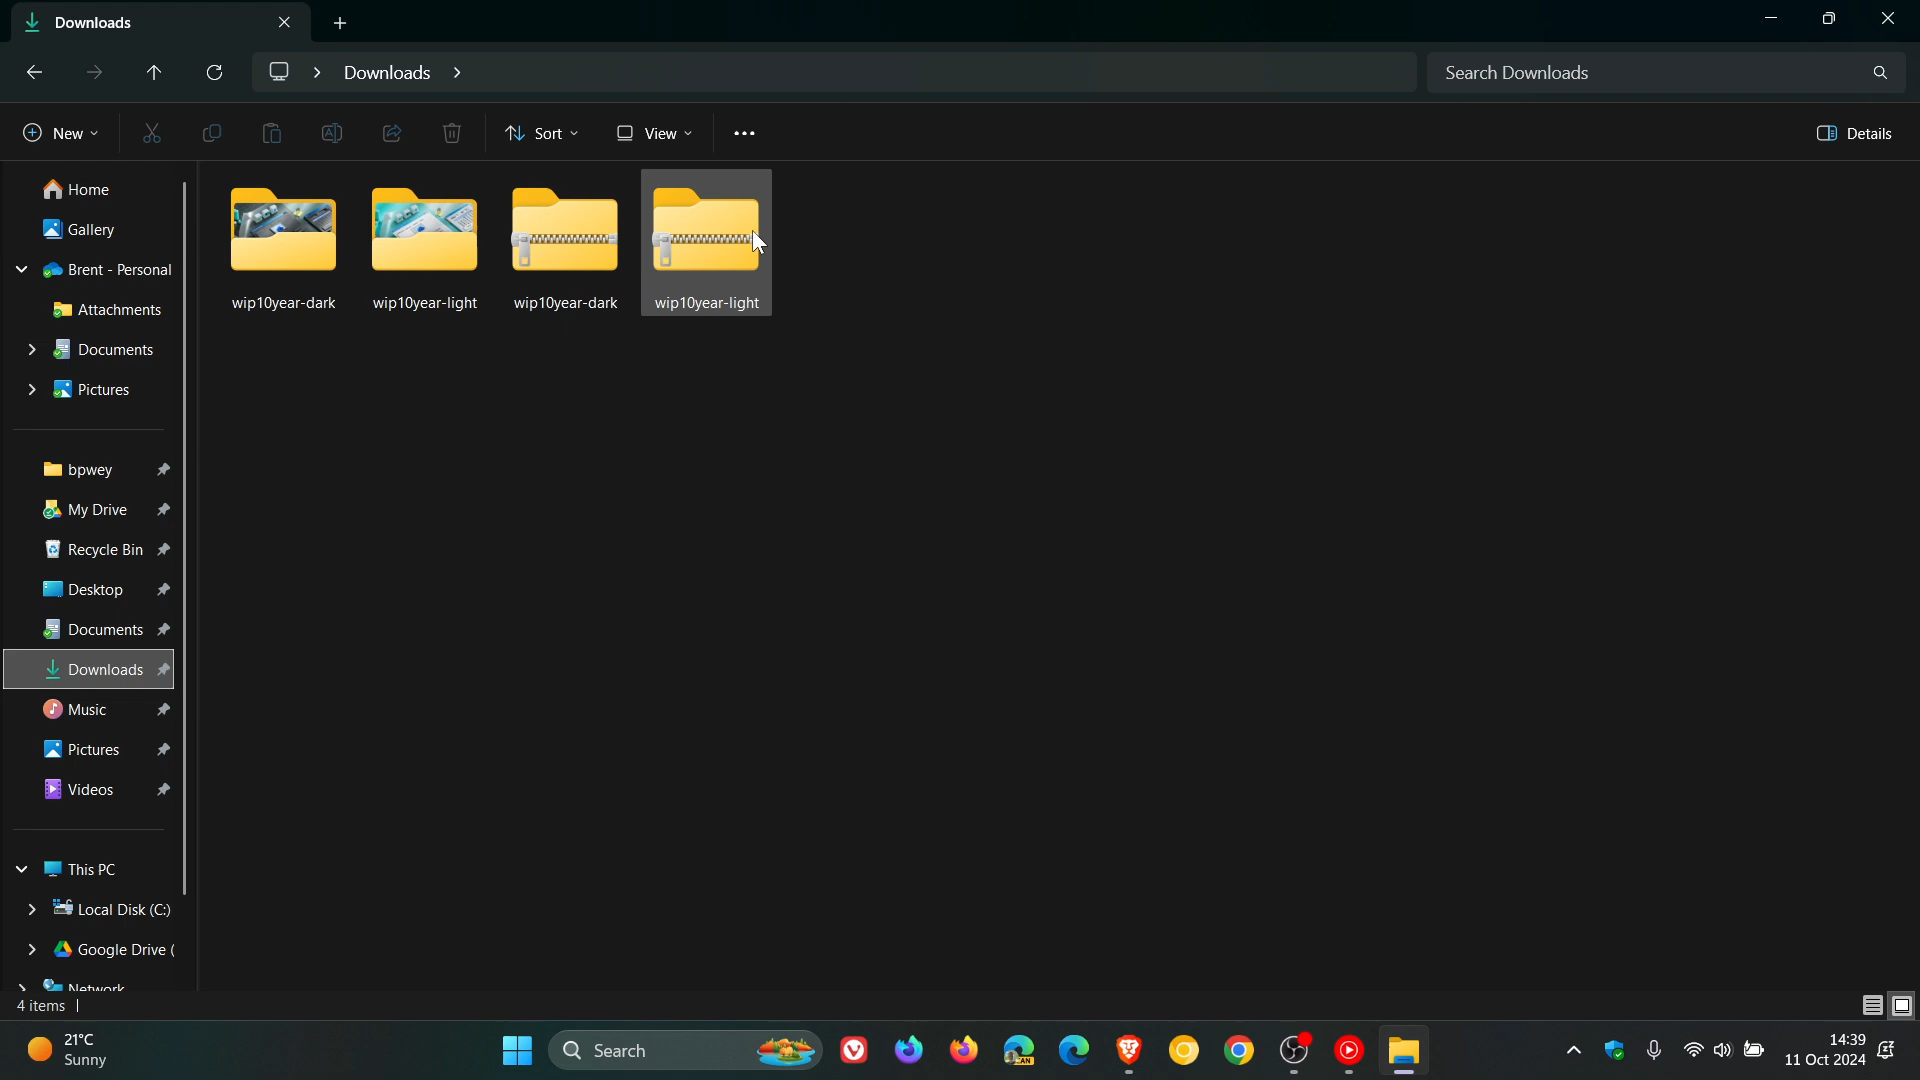 Downloads
Downloads
Search Downloads
New
Sort
View
Details
Home
Gallery
Brent - Personal
Attachments
Documents
Pictures
bpwey
My Drive
Recycle Bin
Desktop
Documents
Downloads
Music
Pictures
Videos
This PC
Local Disk (C:)
Google Drive (
Network
wip10year-dark
wip10year-light
wip10year-dark
wip10year-light
4 items
21°C
Sunny
Search
CAN
14:39
11 Oct 2024